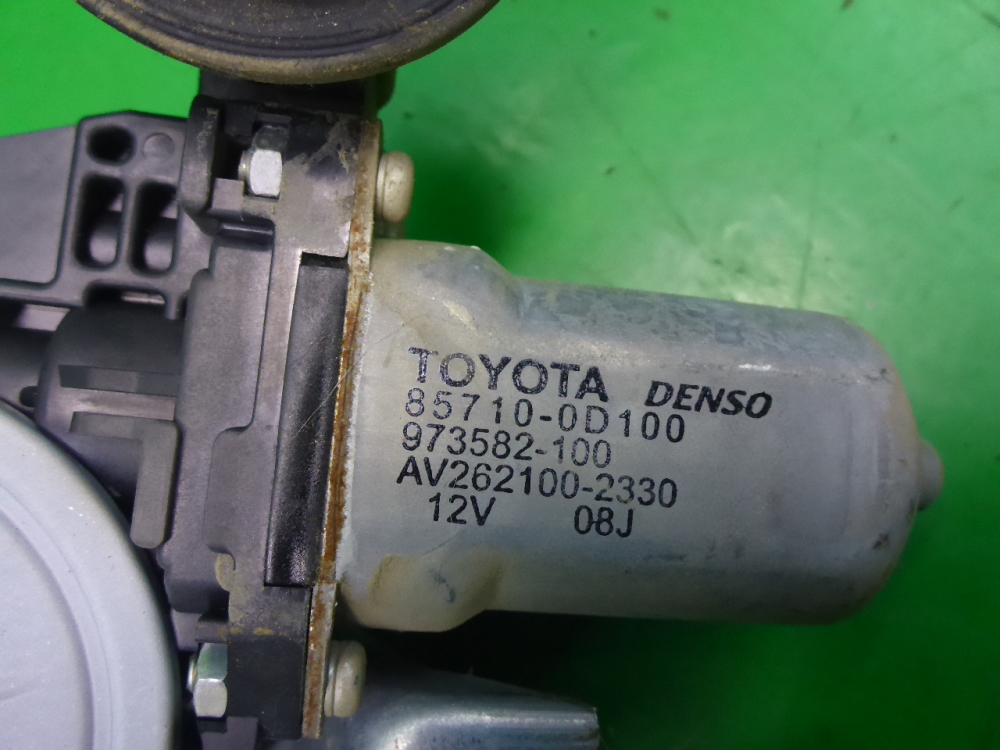 TOYOTA DENSO
85710-0D100
973582-100
AV262100-2330
12V 08J